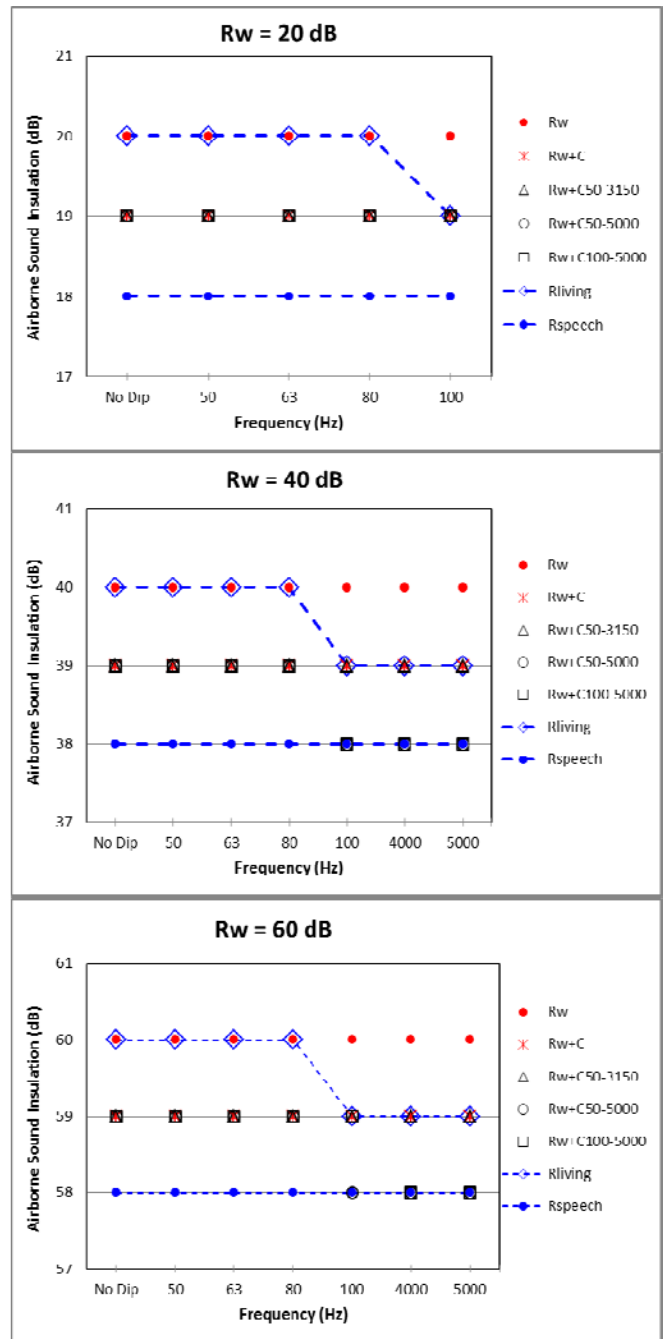 Rw = 20 dB
21
20
19
18
17
Airborne Sound Insulation (dB)
No Dip 50 63 80 100
Frequency (Hz)
Rw
Rw+C
Rw+C50-3150
Rw+C50-5000
Rw+C100-5000
Rliving
Rspeech
Rw = 40 dB
41
40
39
38
37
Airborne Sound Insulation (dB)
No Dip 50 63 80 100 4000 5000
Frequency (Hz)
Rw
Rw+C
Rw+C50-3150
Rw+C50-5000
Rw+C100-5000
Rliving
Rspeech
Rw = 60 dB
61
60
59
58
57
Airborne Sound Insulation (dB)
No Dip 50 63 80 100 4000 5000
Frequency (Hz)
Rw
Rw+C
Rw+C50-3150
Rw+C50-5000
Rw+C100-5000
Rliving
Rspeech